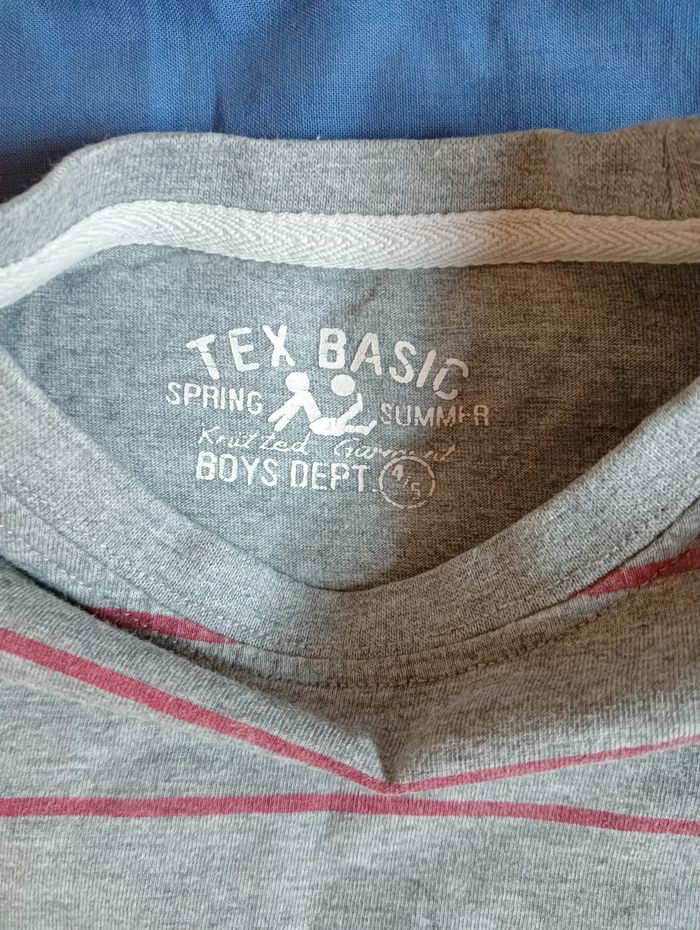 TEX BASIC
SPRING SUMMER
Knitted Garment
BOYS DEPT. 4/5